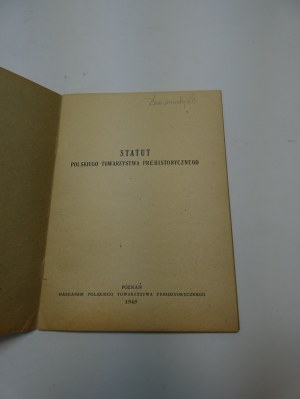 STATUT
POLSKIEGO TOWARZYSTWA PREHISTORYCZNEGO
POZNAŃ
NAKŁADEM POLSKIEGO TOWARZYSTWA PREHISTORYCZNEGO